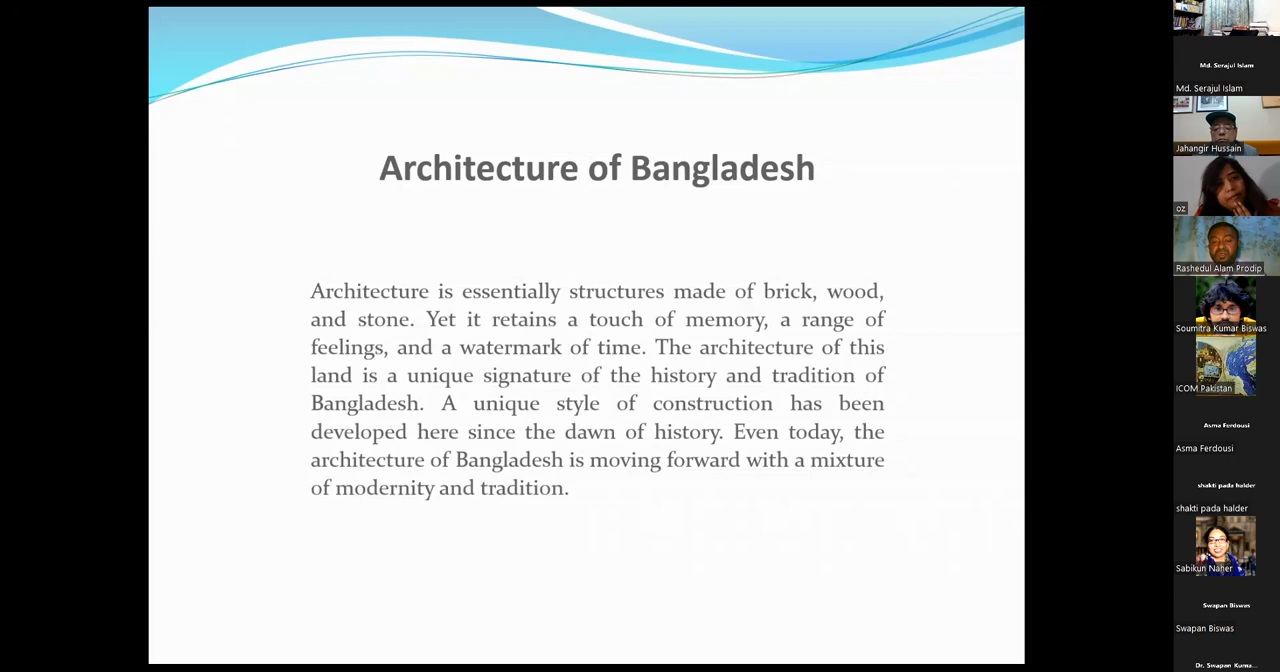 Architecture of Bangladesh
Architecture is essentially structures made of brick, wood,
and stone. Yet it retains a touch of memory, a range of
feelings, and a watermark of time. The architecture of this
land is a unique signature of the history and tradition of
Bangladesh. A unique style of construction has been
developed here since the dawn of history. Even today, the
architecture of Bangladesh is moving forward with a mixture
of modernity and tradition.
Md. Serajul Islam
Md. Serajul Islam
Jahangir Hussain
oz
Rashedul Alam Prodip
Soumitra Kumar Biswas
ICOM Pakistan
Asma Ferdousi
Asma Ferdousi
shakti pada halder
shakti pada halder
Sabikun Naher
Swapan Biswas
Swapan Biswas
Dr. Swapan Kuma...